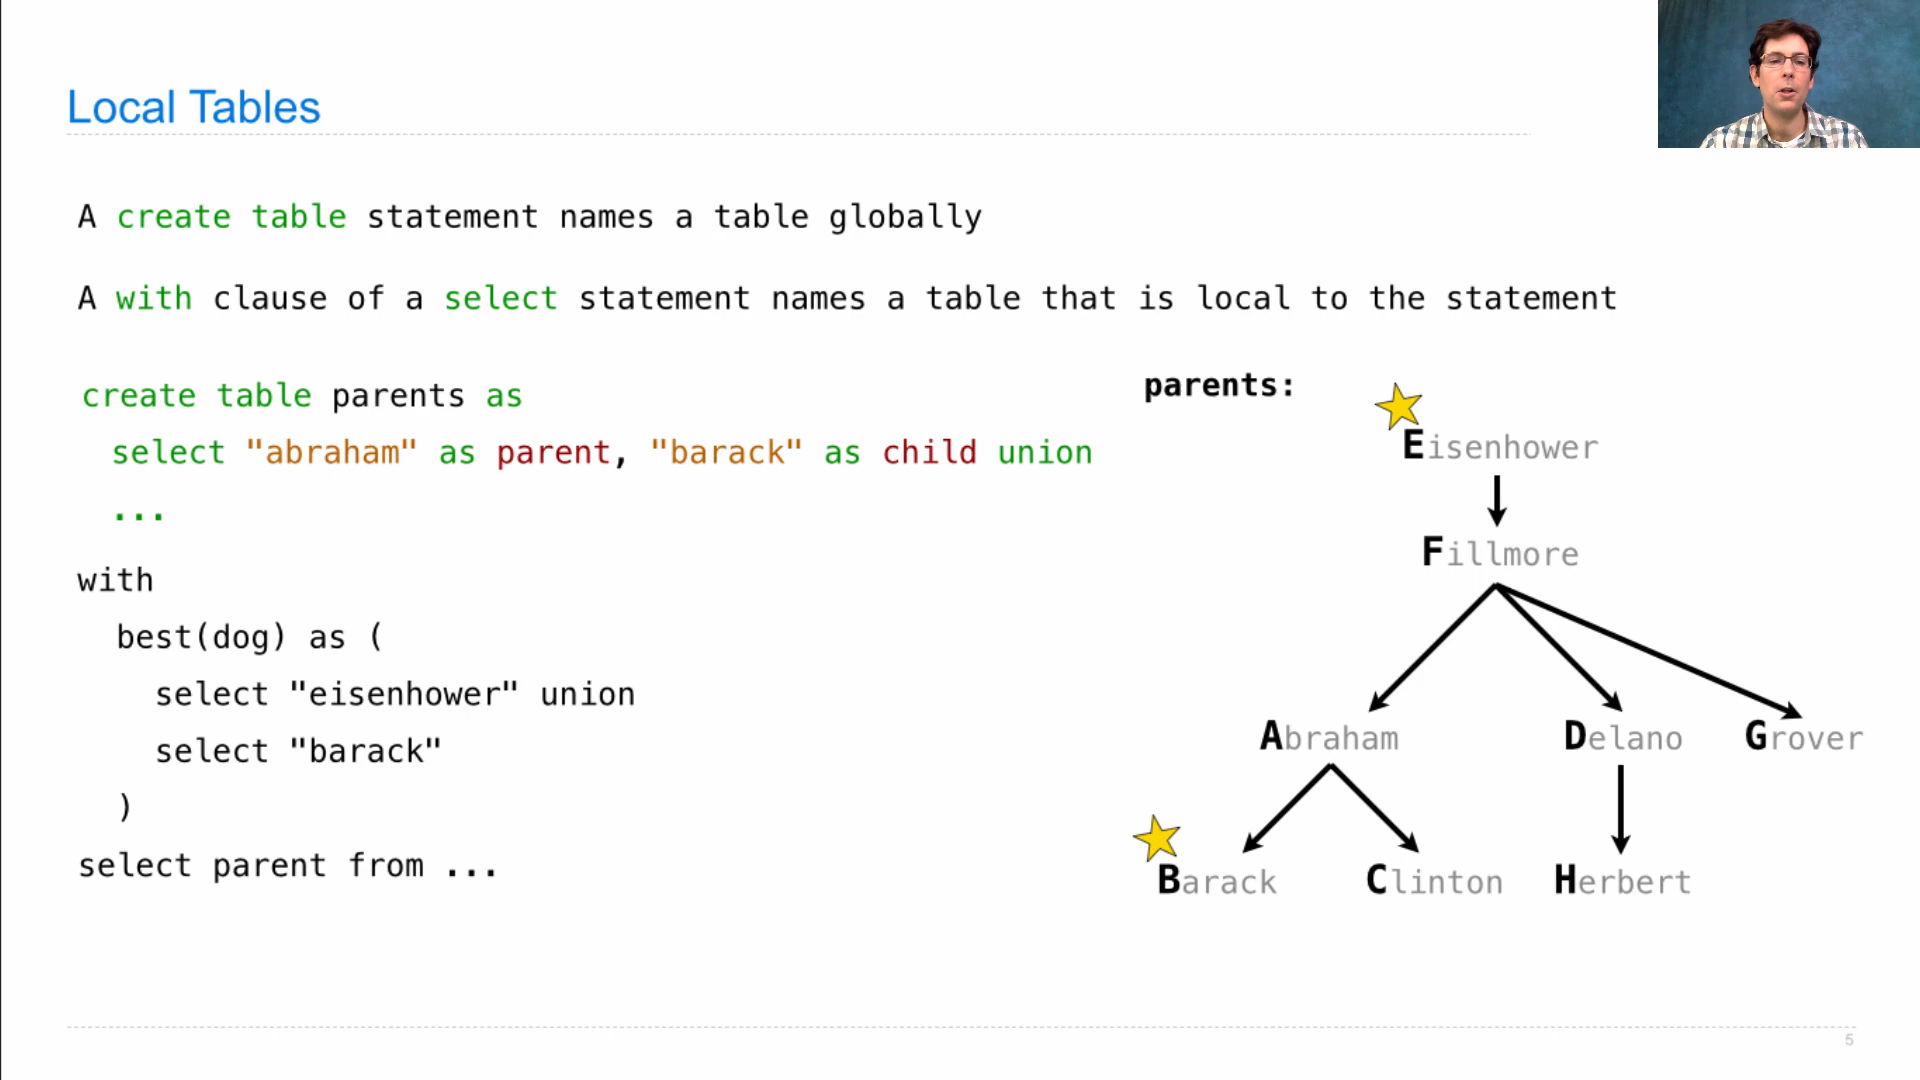 Local Tables
A create table statement names a table globally
A with clause of a select statement names a table that is local to the statement
create table parents as
select "abraham" as parent, "barack" as child union
...
with
best(dog) as (
select "eisenhower" union
select "barack"
)
select parent from ...
parents:
Eisenhower
Fillmore
Abraham Delano Grover
Barack Clinton Herbert
5